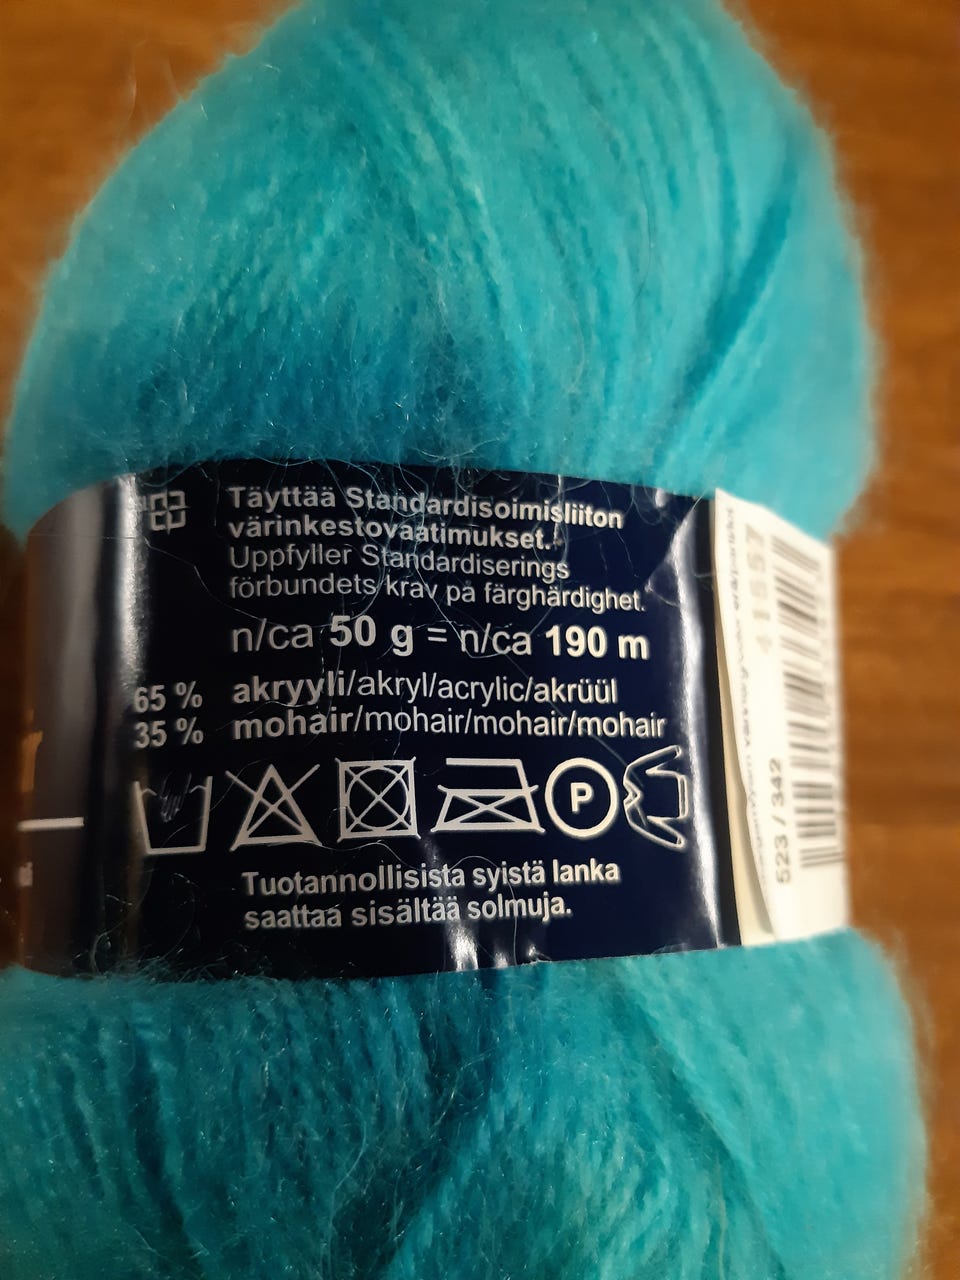 Täyttää Standardisoimisliiton
värinkestovaatimukset.
Uppfyller Standardiserings
förbundets krav på färghärdighet.
n/ca 50 g = n/ca 190 m
65 % akryyli/akryl/acrylic/akrüül
35 % mohair/mohair/mohair/mohair
P
Tuotannollisista syistä lanka
saattaa sisältää solmuja.
523 / 342